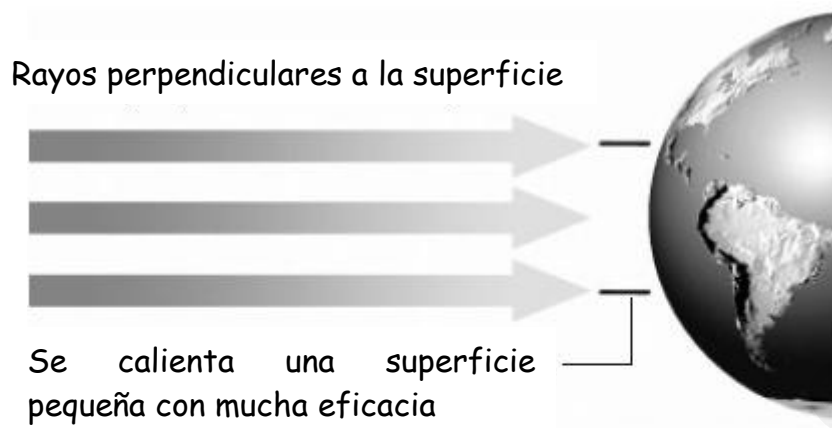 Rayos perpendiculares a la superficie
Se calienta una superficie
pequeña con mucha eficacia